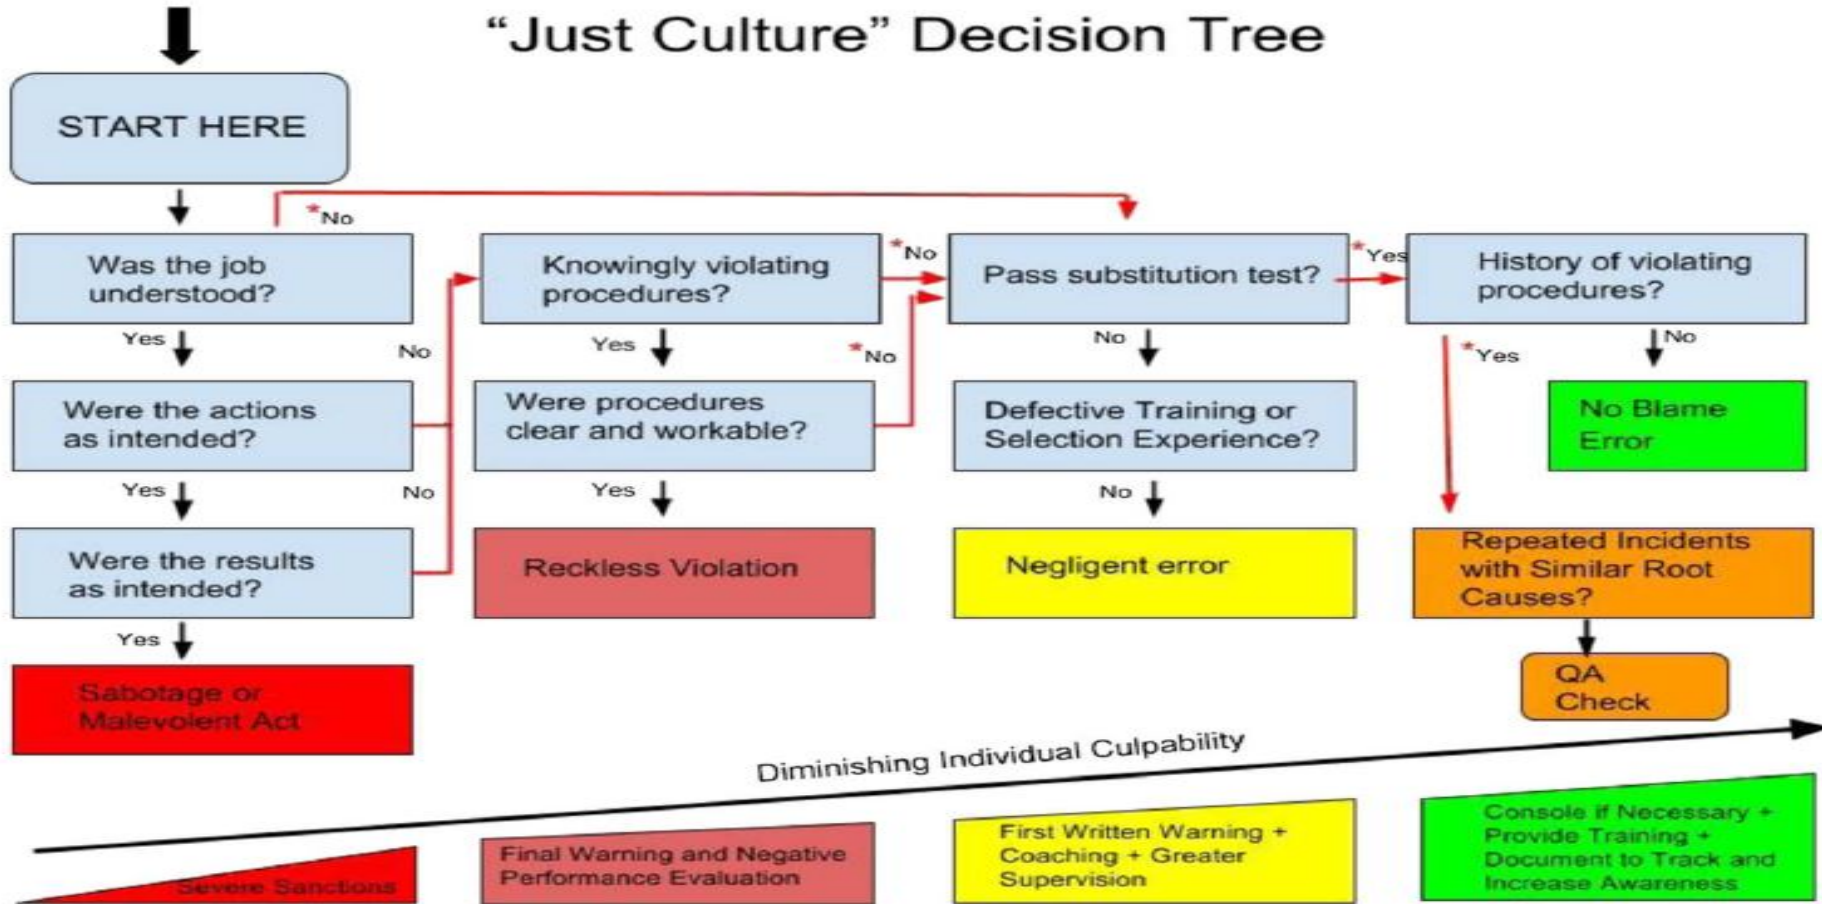 “Just Culture” Decision Tree
START HERE
*No
Was the job
understood?
Yes
No
Were the actions
as intended?
Yes
No
Were the results
as intended?
Yes
Sabotage or
Malevolent Act
Knowingly violating
procedures?
*No
Yes
*No
Were procedures
clear and workable?
Yes
Reckless Violation
Pass substitution test?
*Yes
No
Defective Training or
Selection Experience?
No
Negligent error
History of violating
procedures?
*Yes
No
No Blame
Error
Repeated Incidents
with Similar Root
Causes?
QA
Check
Diminishing Individual Culpability
Severe Sanctions
Final Warning and Negative
Performance Evaluation
First Written Warning +
Coaching + Greater
Supervision
Console if Necessary +
Provide Training +
Document to Track and
Increase Awareness